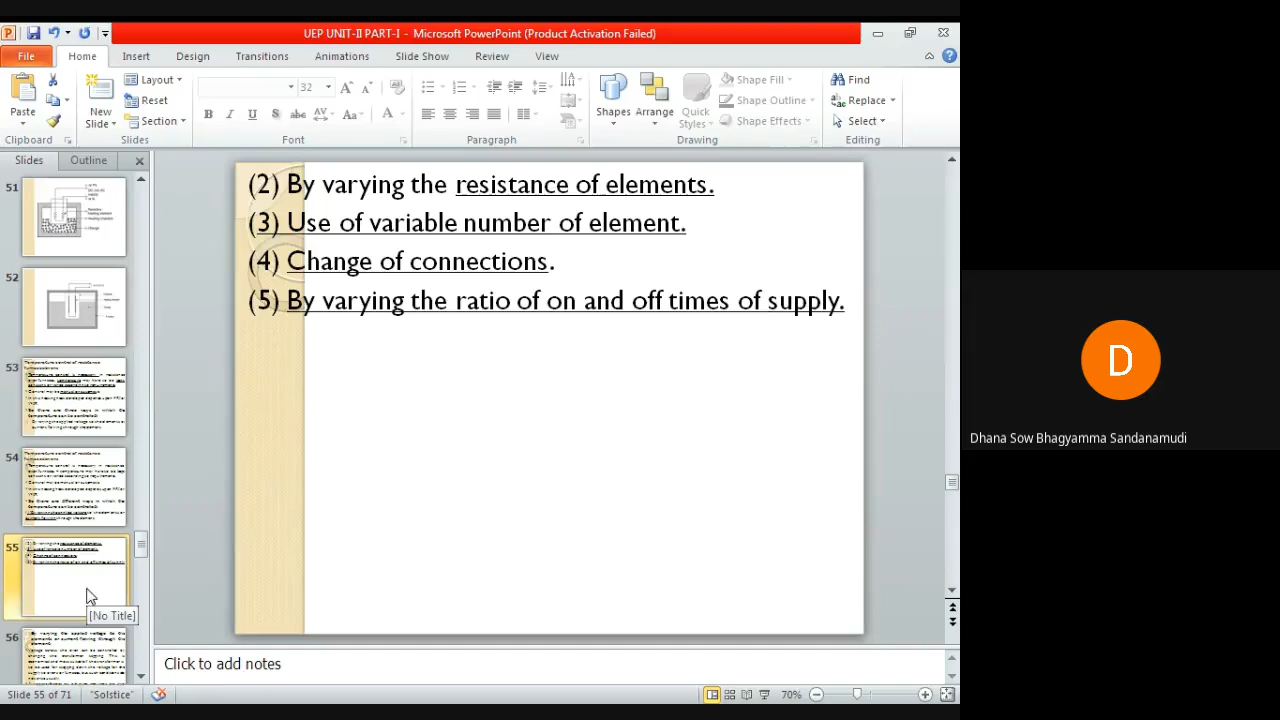 UEP UNIT-II PART-I - Microsoft PowerPoint (Product Activation Failed)
File Home Insert Design Transitions Animations Slide Show Review View
Paste
Clipboard
New Slide
Layout
Reset
Section
Slides
32
B I U S abc AV Aa A
Font
Paragraph
Shapes
Arrange
Quick Styles
Shape Fill
Shape Outline
Shape Effects
Drawing
Find
Replace
Select
Editing
Slides Outline
51
52
53
54
55
56
[No Title]
(2) By varying the resistance of elements.
(3) Use of variable number of element.
(4) Change of connections.
(5) By varying the ratio of on and off times of supply.
Click to add notes
Slide 55 of 71 "Solstice" 70%
D
Dhana Sow Bhagyamma Sandanamudi